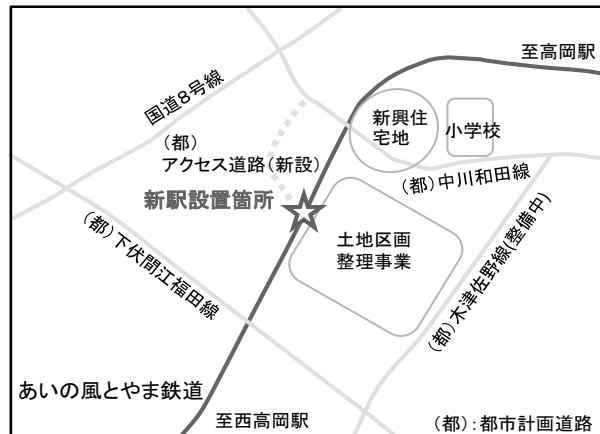 至高岡駅
国道8号線
新興住
宅地
小学校
(都)
アクセス道路(新設)
(都)中川和田線
新駅設置箇所
土地区画
整理事業
(都)下伏間江福田線
(都)木津佐野線(整備中)
あいの風とやま鉄道
至西高岡駅
(都):都市計画道路